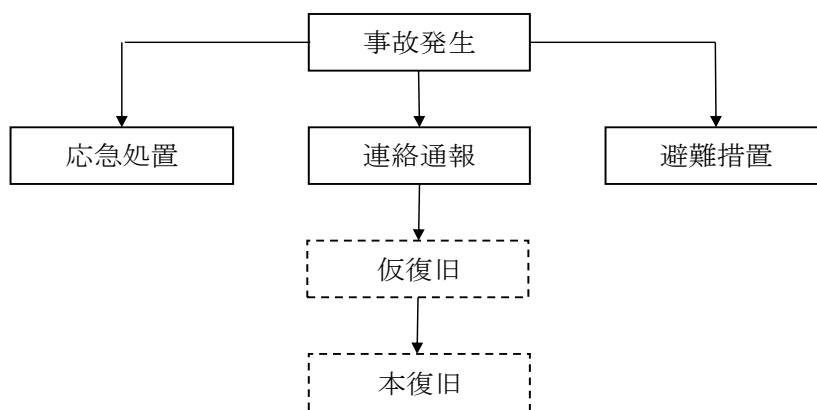 事故発生
応急処置
連絡通報
避難措置
仮復旧
本復旧